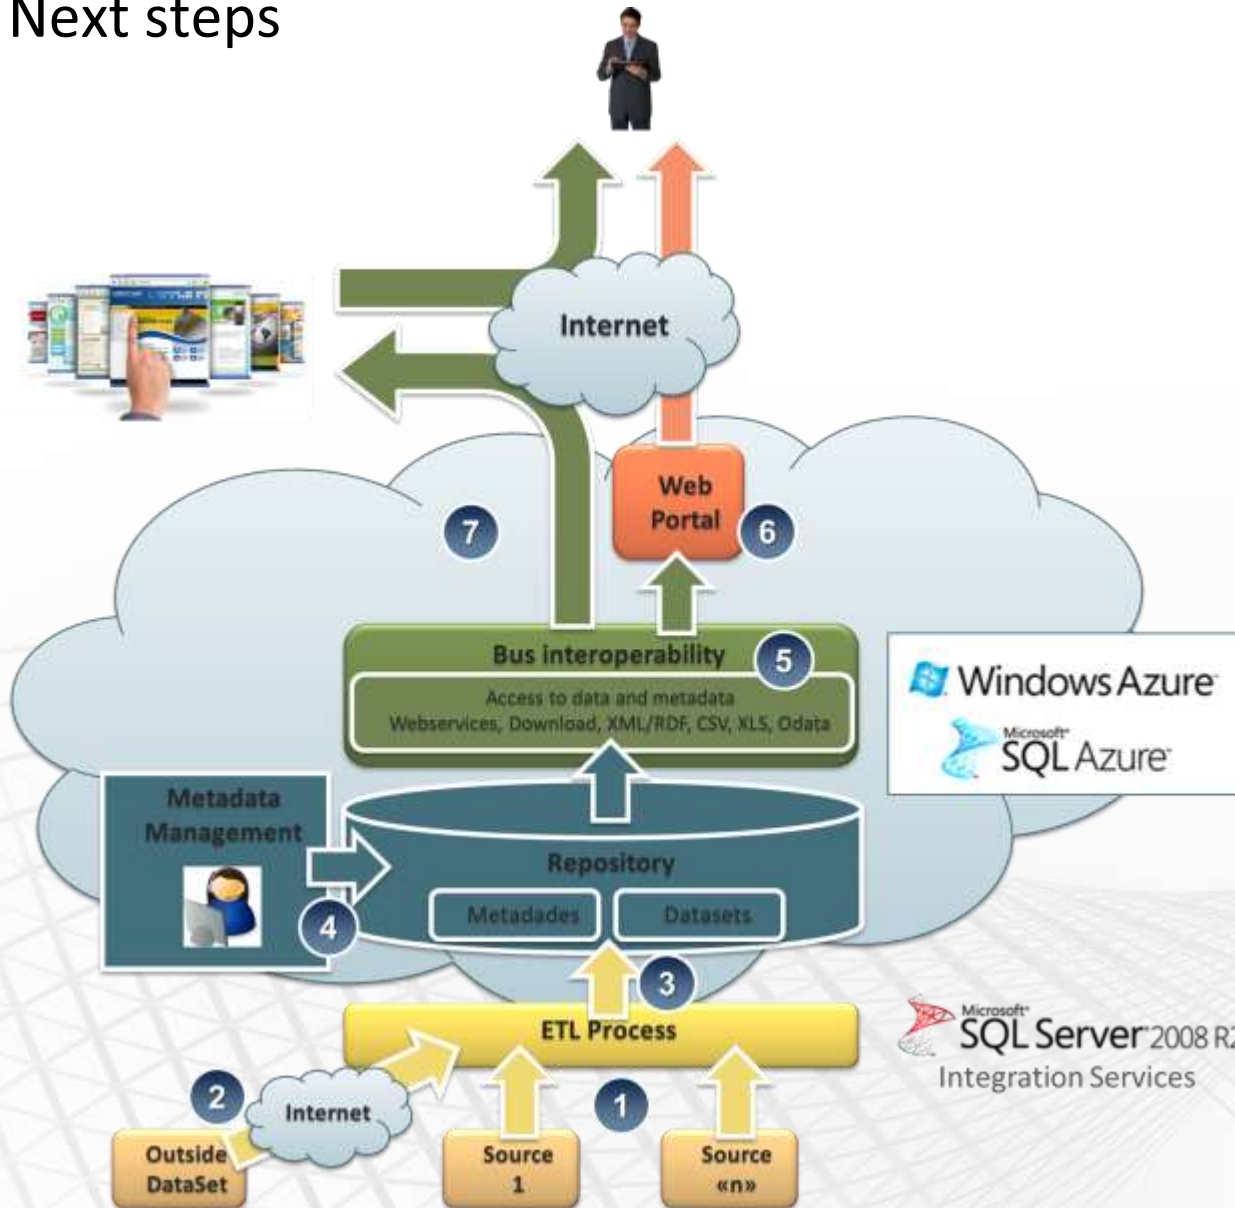 Next steps
Internet
Web
Portal
7
6
Bus interoperability
5
Access to data and metadata
Webservices, Download, XML/RDF, CSV, XLS, Odata
Windows Azure
Microsoft
SQL Azure
Metadata
Management
4
Repository
Metadades
Datasets
3
ETL Process
Microsoft
SQL Server 2008 R2
Integration Services
2
Internet
1
Outside
DataSet
Source
1
Source
«n»